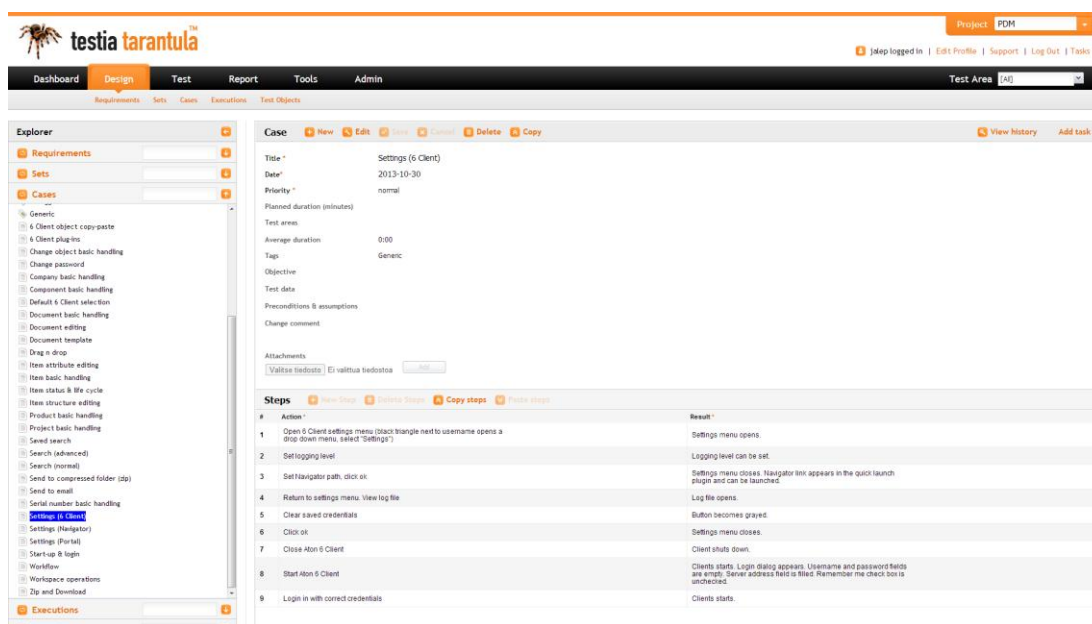 testia tarantula™
Project PDM
jalep logged in | Edit Profile | Support | Log Out | Tasks
Dashboard Design Test Report Tools Admin
Test Area [All]
Requirements Sets Cases Executions Test Objects
Explorer
Requirements
Sets
Cases
Generic
6 Client object copy-paste
6 Client plug-ins
Change object basic handling
Change password
Company basic handling
Component basic handling
Default 6 Client selection
Document basic handling
Document editing
Document template
Drag n drop
Item attribute editing
Item basic handling
Item status & life cycle
Item structure editing
Product basic handling
Project basic handling
Saved search
Search (advanced)
Search (normal)
Send to compressed folder (zip)
Send to email
Serial number basic handling
Settings (6 Client)
Settings (Navigator)
Settings (Portal)
Start-up & login
Workflow
Workspace operations
Zip and Download
Executions
Case New Edit Save Cancel Delete Copy View history Add task
Title * Settings (6 Client)
Date* 2013-10-30
Priority * normal
Planned duration (minutes)
Test areas
Average duration 0:00
Tags Generic
Objective
Test data
Preconditions & assumptions
Change comment
Attachments
Valitse tiedosto Ei valittua tiedostoa Add
Steps New Step Delete Steps Copy steps Paste steps
# Action * Result *
1 Open 6 Client settings menu (black triangle next to username opens a
drop down menu, select "Settings") Settings menu opens.
2 Set logging level Logging level can be set.
3 Set Navigator path, click ok Settings menu closes. Navigator link appears in the quick launch
plugin and can be launched.
4 Return to settings menu. View log file Log file opens.
5 Clear saved credentials Button becomes grayed.
6 Click ok Settings menu closes.
7 Close Aton 6 Client Client shuts down.
8 Start Aton 6 Client Clients starts. Login dialog appears. Username and password fields
are empty. Server address field is filled. Remember me check box is
unchecked.
9 Login in with correct credentials Clients starts.